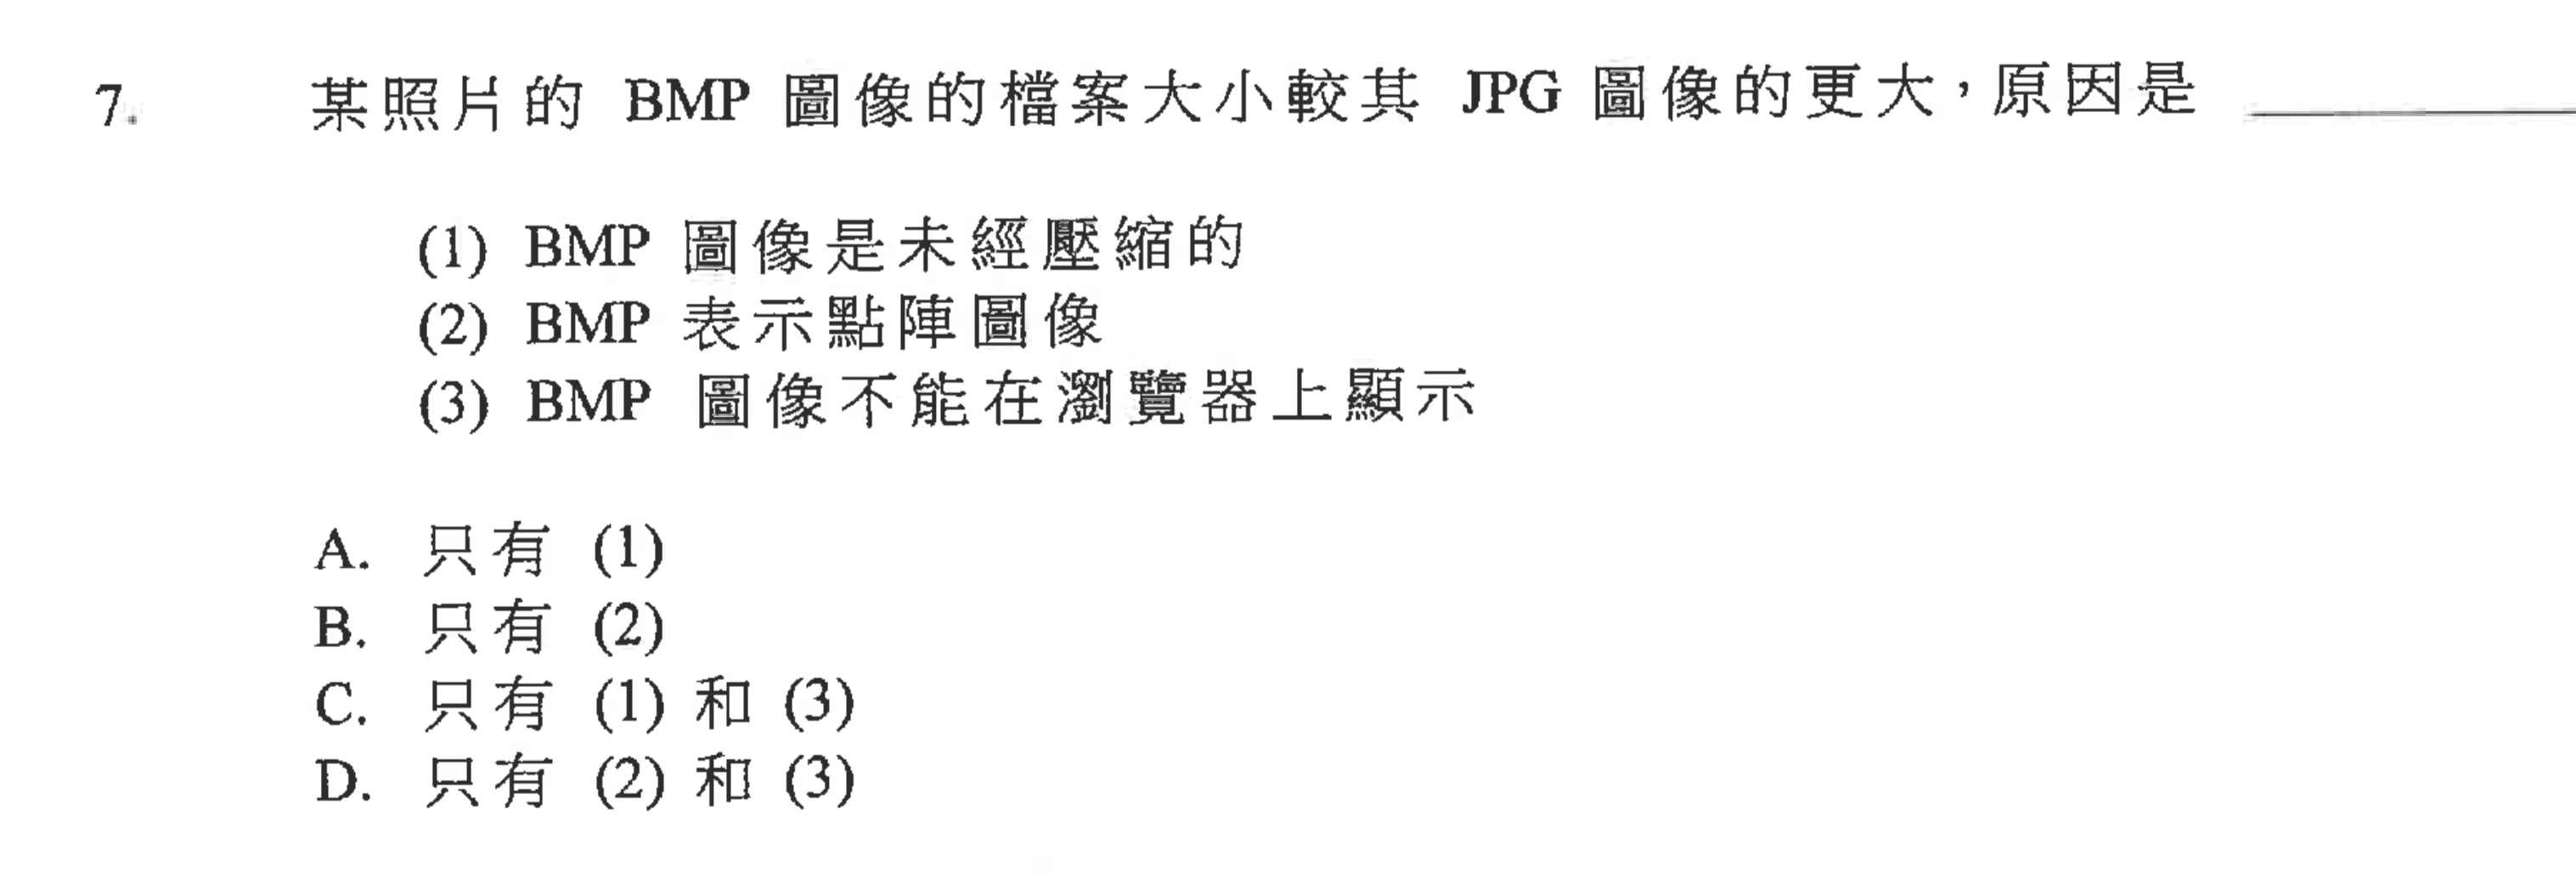 7. 某照片的 BMP 圖像的檔案大小較其 JPG 圖像的更大，原因是 ________
(1) BMP 圖像是未經壓縮的
(2) BMP 表示點陣圖像
(3) BMP 圖像不能在瀏覽器上顯示
A. 只有 (1)
B. 只有 (2)
C. 只有 (1) 和 (3)
D. 只有 (2) 和 (3)